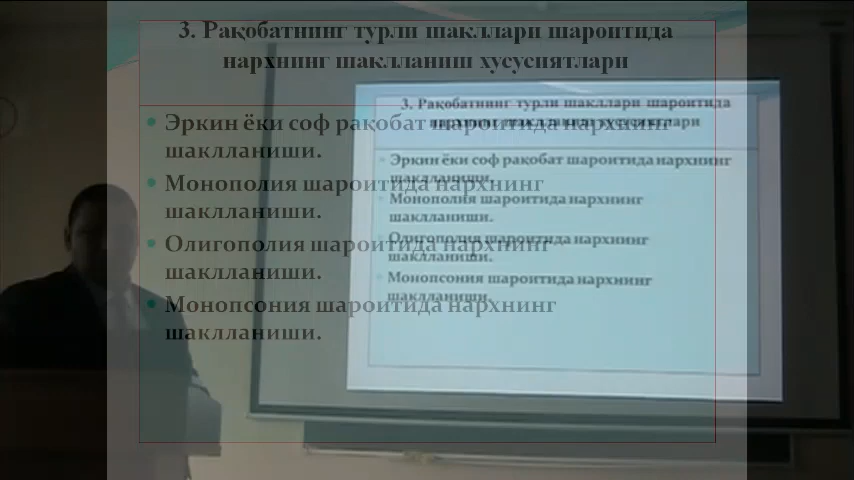 3. Рақобатнинг турли шакллари шароитида
нархнинг шаклланиш хусусиятлари
Эркин ёки соф рақобат шароитида нархнинг
шаклланиши.
Монополия шароитида нархнинг
шаклланиши.
Олигополия шароитида нархнинг
шаклланиши.
Монопсония шароитида нархнинг
шаклланиши.
3. Рақобатнинг турли шакллари шароитида
нархнинг шаклланиш хусусиятлари
Эркин ёки соф рақобат шароитида нархнинг
шаклланиши.
Монополия шароитида нархнинг
шаклланиши.
Олигополия шароитида нархнинг
шаклланиши.
Монопсония шароитида нархнинг
шаклланиши.